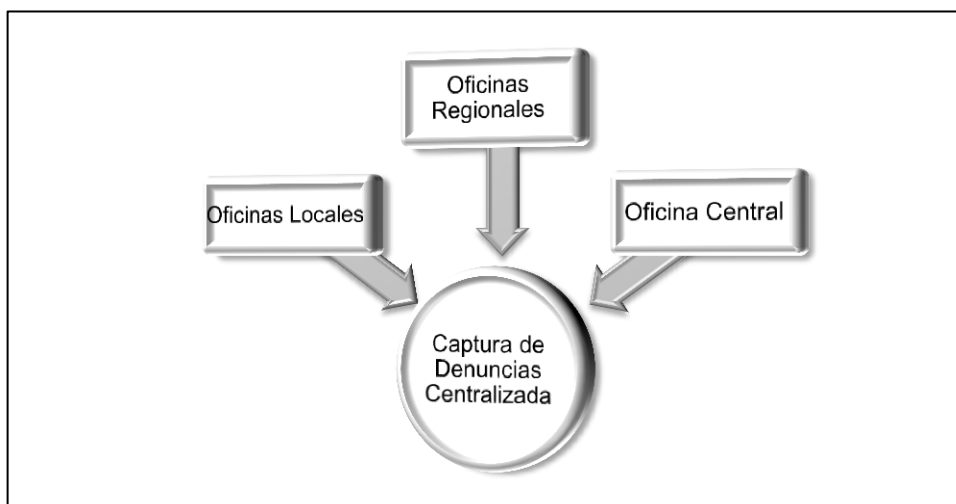 Oficinas
Regionales
Oficinas Locales
Oficina Central
Captura de
Denuncias
Centralizada